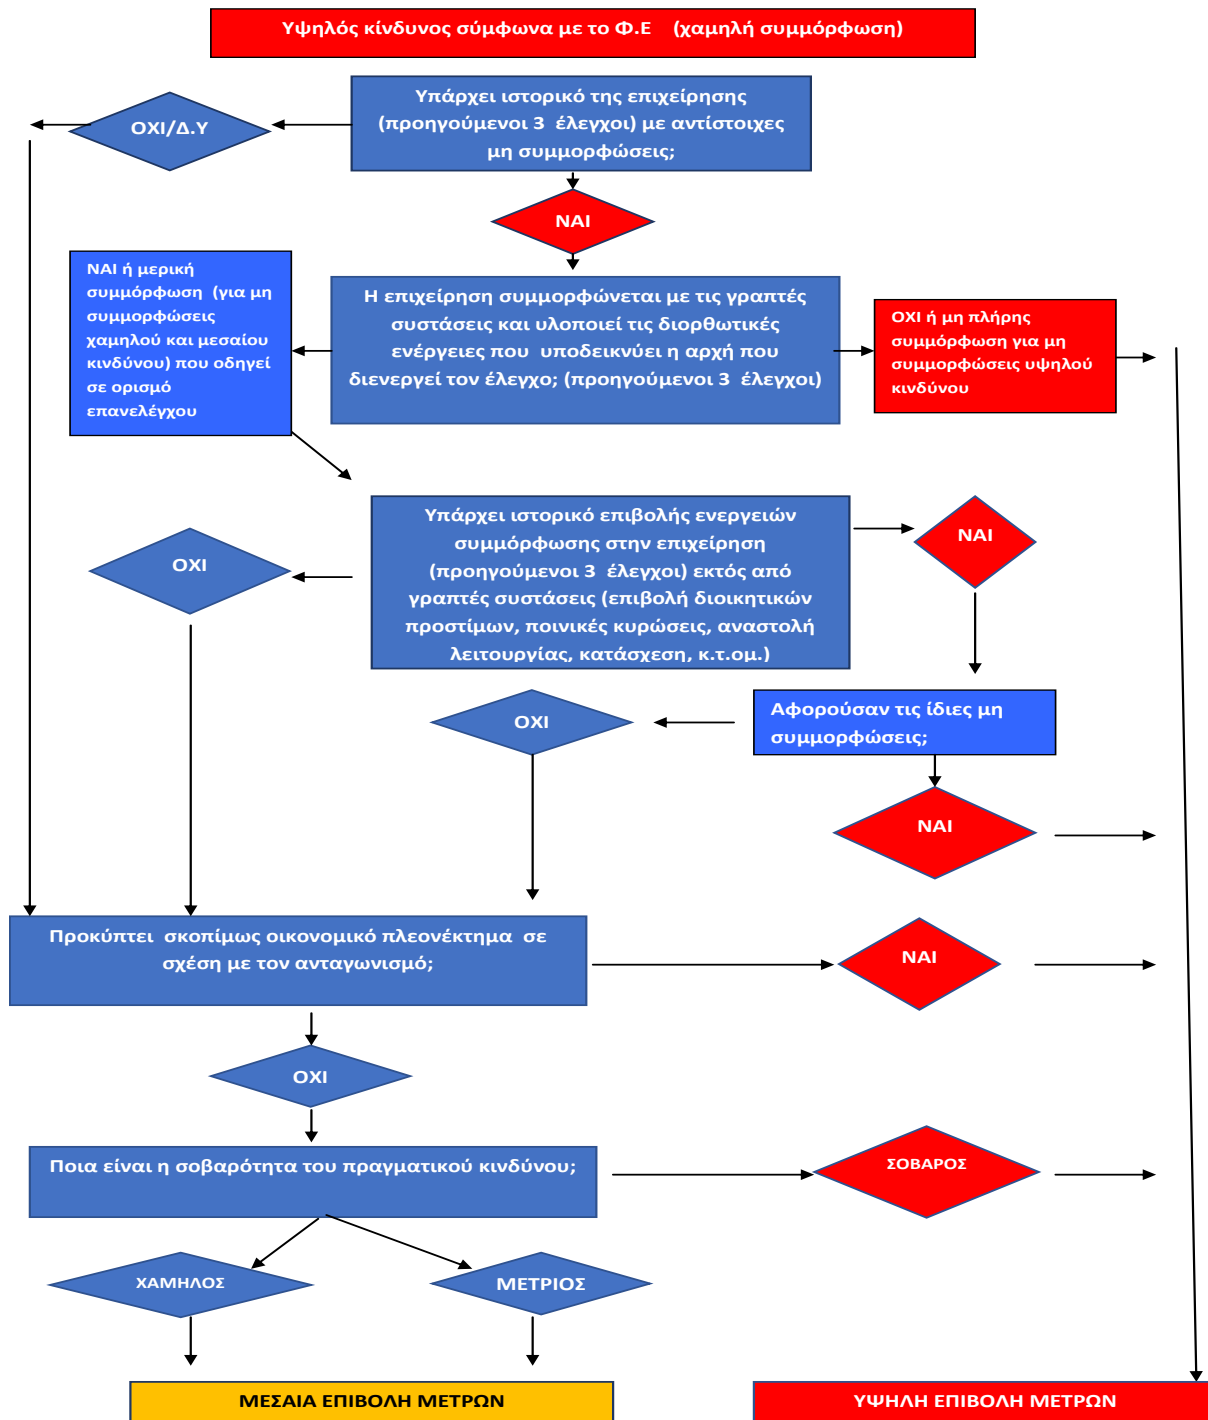 Υψηλός κίνδυνος σύμφωνα με το Φ.Ε (χαμηλή συμμόρφωση)
Υπάρχει ιστορικό της επιχείρησης
(προηγούμενοι 3 έλεγχοι) με αντίστοιχες
μη συμμορφώσεις;
ΟΧΙ/Δ.Υ
ΝΑΙ
ΝΑΙ ή μερική
συμμόρφωση (για μη
συμμορφώσεις
χαμηλού και μεσαίου
κινδύνου) που οδηγεί
σε ορισμό
επανελέγχου
Η επιχείρηση συμμορφώνεται με τις γραπτές
συστάσεις και υλοποιεί τις διορθωτικές
ενέργειες που υποδεικνύει η αρχή που
διενεργεί τον έλεγχο; (προηγούμενοι 3 έλεγχοι)
ΟΧΙ ή μη πλήρης
συμμόρφωση για μη
συμμορφώσεις υψηλού
κινδύνου
Υπάρχει ιστορικό επιβολής ενεργειών
συμμόρφωσης στην επιχείρηση
(προηγούμενοι 3 έλεγχοι) εκτός από
γραπτές συστάσεις (επιβολή διοικητικών
προστίμων, ποινικές κυρώσεις, αναστολή
λειτουργίας, κατάσχεση, κ.τ.ομ.)
ΟΧΙ
ΝΑΙ
Αφορούσαν τις ίδιες μη
συμμορφώσεις;
ΟΧΙ
ΝΑΙ
Προκύπτει σκοπίμως οικονομικό πλεονέκτημα σε
σχέση με τον ανταγωνισμό;
ΝΑΙ
ΟΧΙ
Ποια είναι η σοβαρότητα του πραγματικού κινδύνου;
ΣΟΒΑΡΟΣ
ΧΑΜΗΛΟΣ
ΜΕΤΡΙΟΣ
ΜΕΣΑΙΑ ΕΠΙΒΟΛΗ ΜΕΤΡΩΝ
ΥΨΗΛΗ ΕΠΙΒΟΛΗ ΜΕΤΡΩΝ